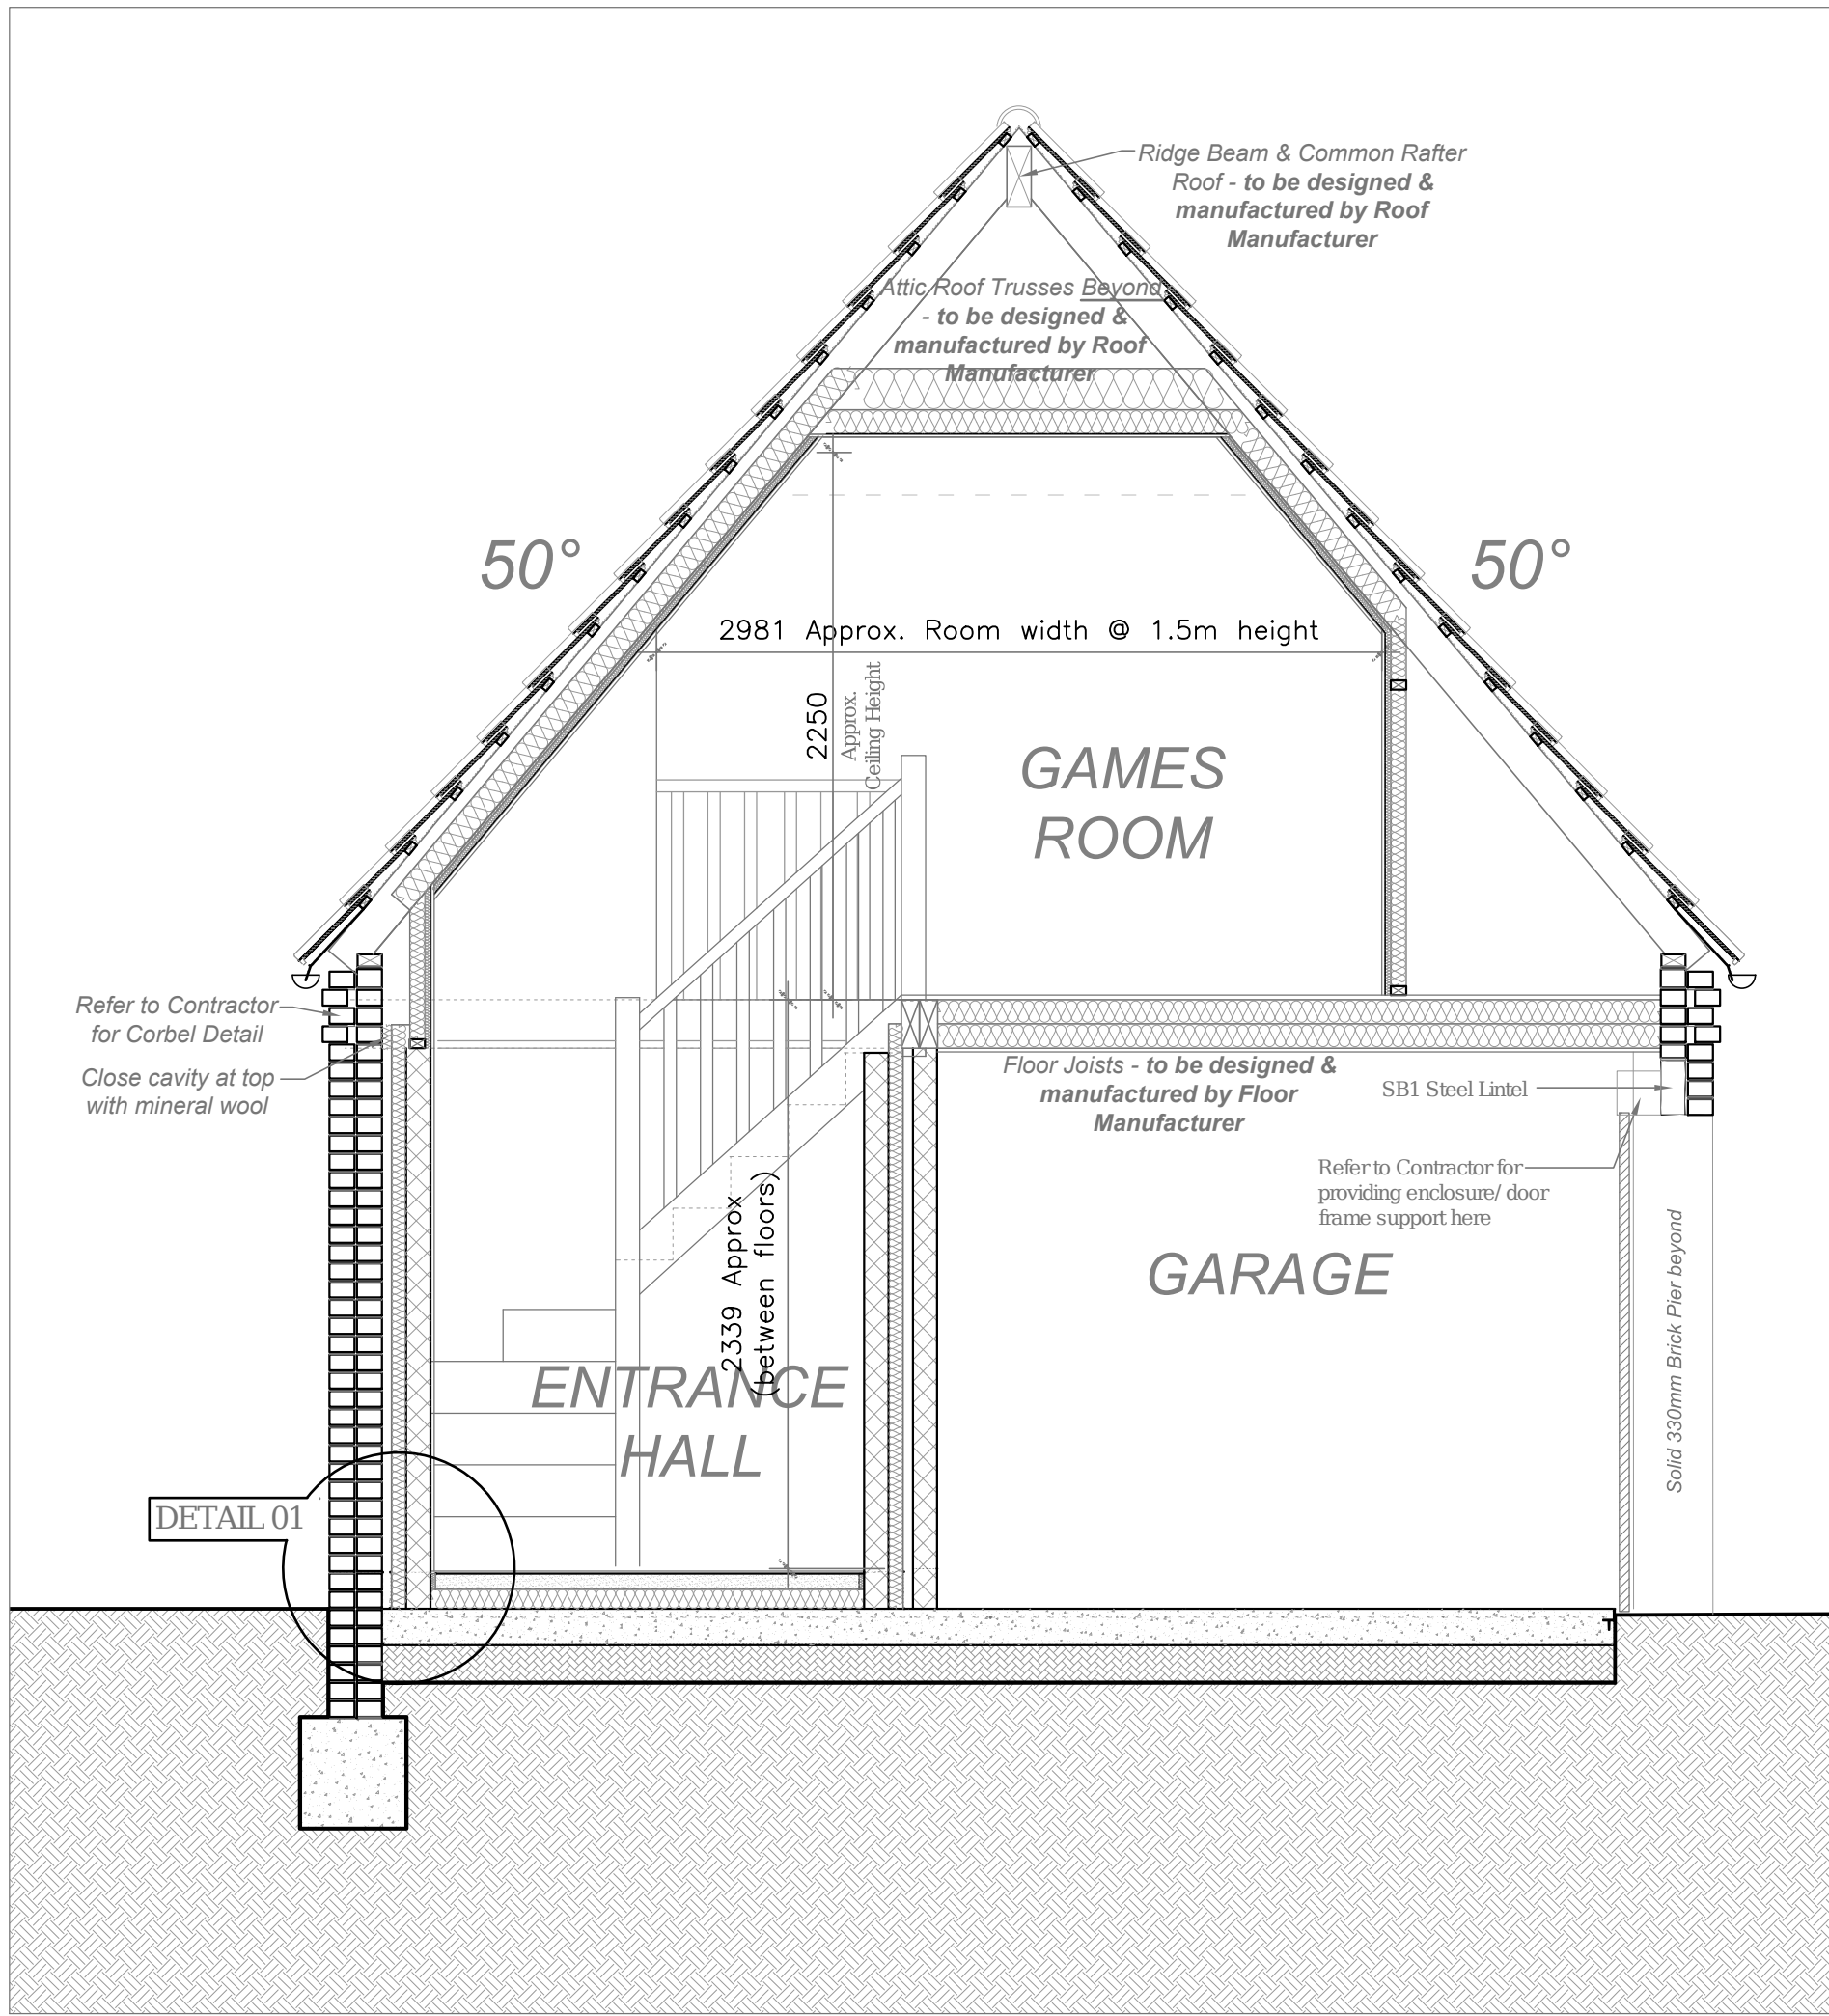 Ridge Beam & Common Rafter
Roof - to be designed &
manufactured by Roof
Manufacturer
Attic Roof Trusses Beyond
- to be designed &
manufactured by Roof
Manufacturer
50°
50°
2981 Approx. Room width @ 1.5m height
2250
Approx.
Ceiling Height
GAMES
ROOM
Refer to Contractor
for Corbel Detail
Close cavity at top
with mineral wool
Floor Joists - to be designed &
manufactured by Floor
Manufacturer
SB1 Steel Lintel
Refer to Contractor for
providing enclosure/ door
frame support here
2339 Approx
(between floors)
GARAGE
Solid 330mm Brick Pier beyond
ENTRANCE
HALL
DETAIL 01